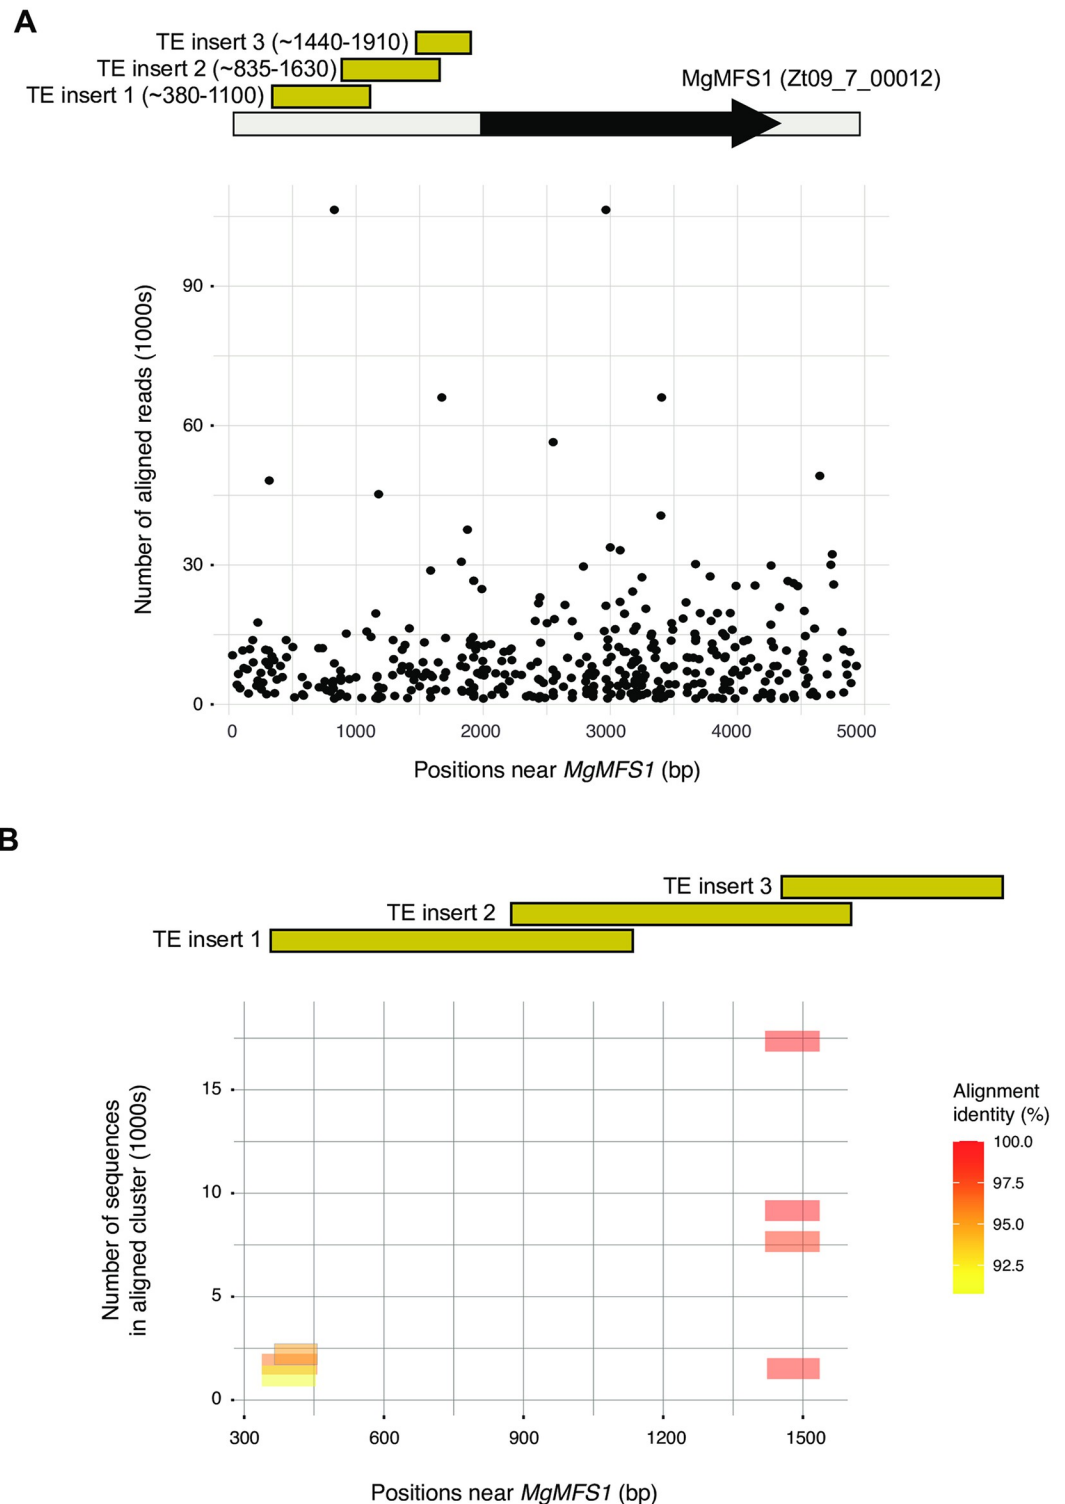 A
TE insert 3 (~1440-1910)
TE insert 2 (~835-1630)
TE insert 1 (~380-1100)
MgMFS1 (Zt09_7_00012)
Number of aligned reads (1000s)
90
60
30
0
0 1000 2000 3000 4000 5000
Positions near MgMFS1 (bp)
B
TE insert 3
TE insert 2
TE insert 1
Number of sequences
in aligned cluster (1000s)
15
10
5
0
300 600 900 1200 1500
Positions near MgMFS1 (bp)
Alignment
identity (%)
100.0
97.5
95.0
92.5